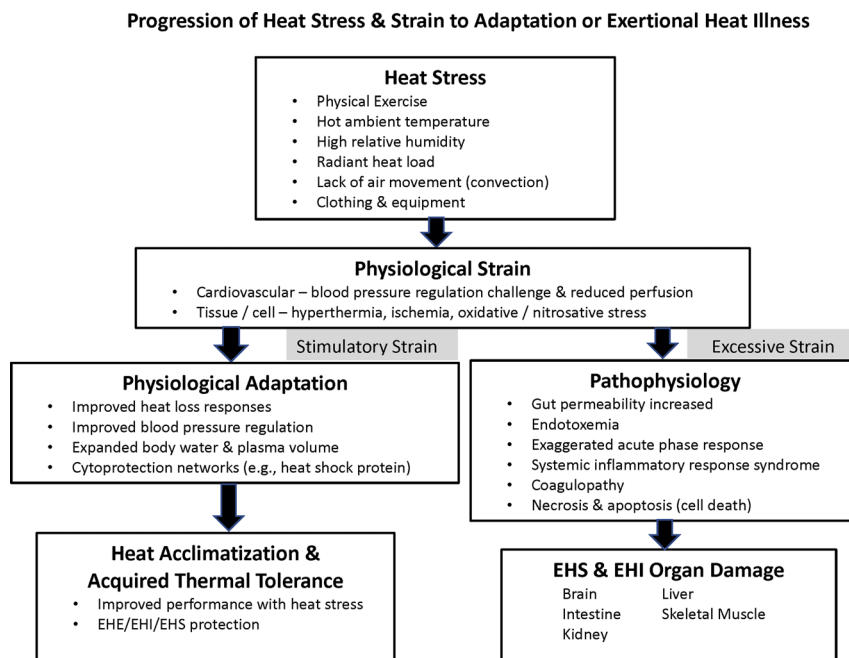 Progression of Heat Stress & Strain to Adaptation or Exertional Heat Illness
Heat Stress
• Physical Exercise
• Hot ambient temperature
• High relative humidity
• Radiant heat load
• Lack of air movement (convection)
• Clothing & equipment
Physiological Strain
• Cardiovascular – blood pressure regulation challenge & reduced perfusion
• Tissue / cell – hyperthermia, ischemia, oxidative / nitrosative stress
Stimulatory Strain
Excessive Strain
Physiological Adaptation
• Improved heat loss responses
• Improved blood pressure regulation
• Expanded body water & plasma volume
• Cytoprotection networks (e.g., heat shock protein)
Pathophysiology
• Gut permeability increased
• Endotoxemia
• Exaggerated acute phase response
• Systemic inflammatory response syndrome
• Coagulopathy
• Necrosis & apoptosis (cell death)
Heat Acclimatization &
Acquired Thermal Tolerance
• Improved performance with heat stress
• EHE/EHI/EHS protection
EHS & EHI Organ Damage
Brain Liver
Intestine Skeletal Muscle
Kidney